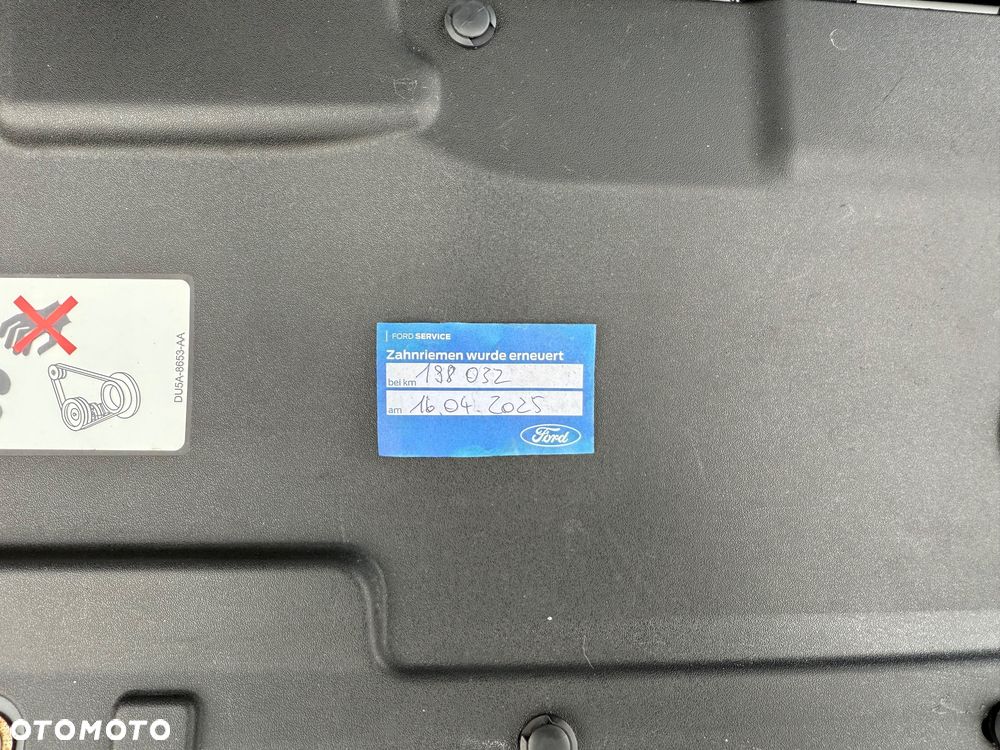 FORD SERVICE
Zahnriemen wurde erneuert
bei km 198 032
am 16.04.2025
Ford
DU5A-8653-AA
OTOMOTO